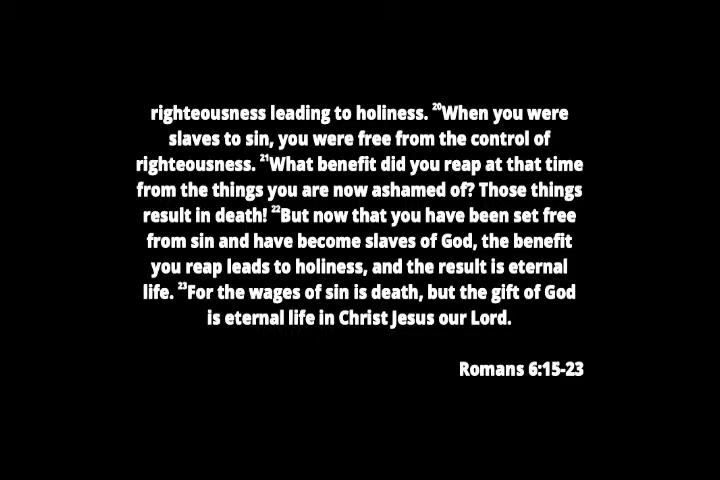 righteousness leading to holiness. ²⁰When you were
slaves to sin, you were free from the control of
righteousness. ²¹What benefit did you reap at that time
from the things you are now ashamed of? Those things
result in death! ²²But now that you have been set free
from sin and have become slaves of God, the benefit
you reap leads to holiness, and the result is eternal
life. ²³For the wages of sin is death, but the gift of God
is eternal life in Christ Jesus our Lord.
Romans 6:15-23